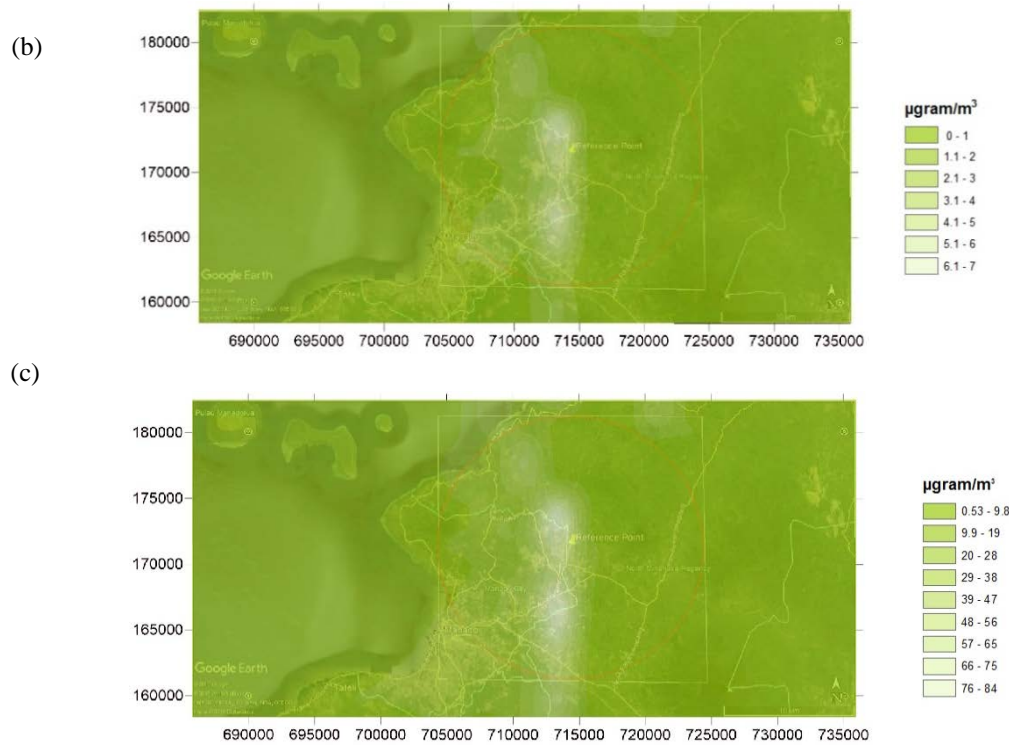 (b)
180000
175000
170000
165000
160000
Reference Point
Google Earth
690000 695000 700000 705000 710000 715000 720000 725000 730000 735000
µgram/m³
0 - 1
1.1 - 2
2.1 - 3
3.1 - 4
4.1 - 5
5.1 - 6
6.1 - 7
(c)
180000
175000
170000
165000
160000
Reference Point
Google Earth
690000 695000 700000 705000 710000 715000 720000 725000 730000 735000
µgram/m³
0.53 - 9.8
9.9 - 19
20 - 28
29 - 38
39 - 47
48 - 56
57 - 65
66 - 75
76 - 84